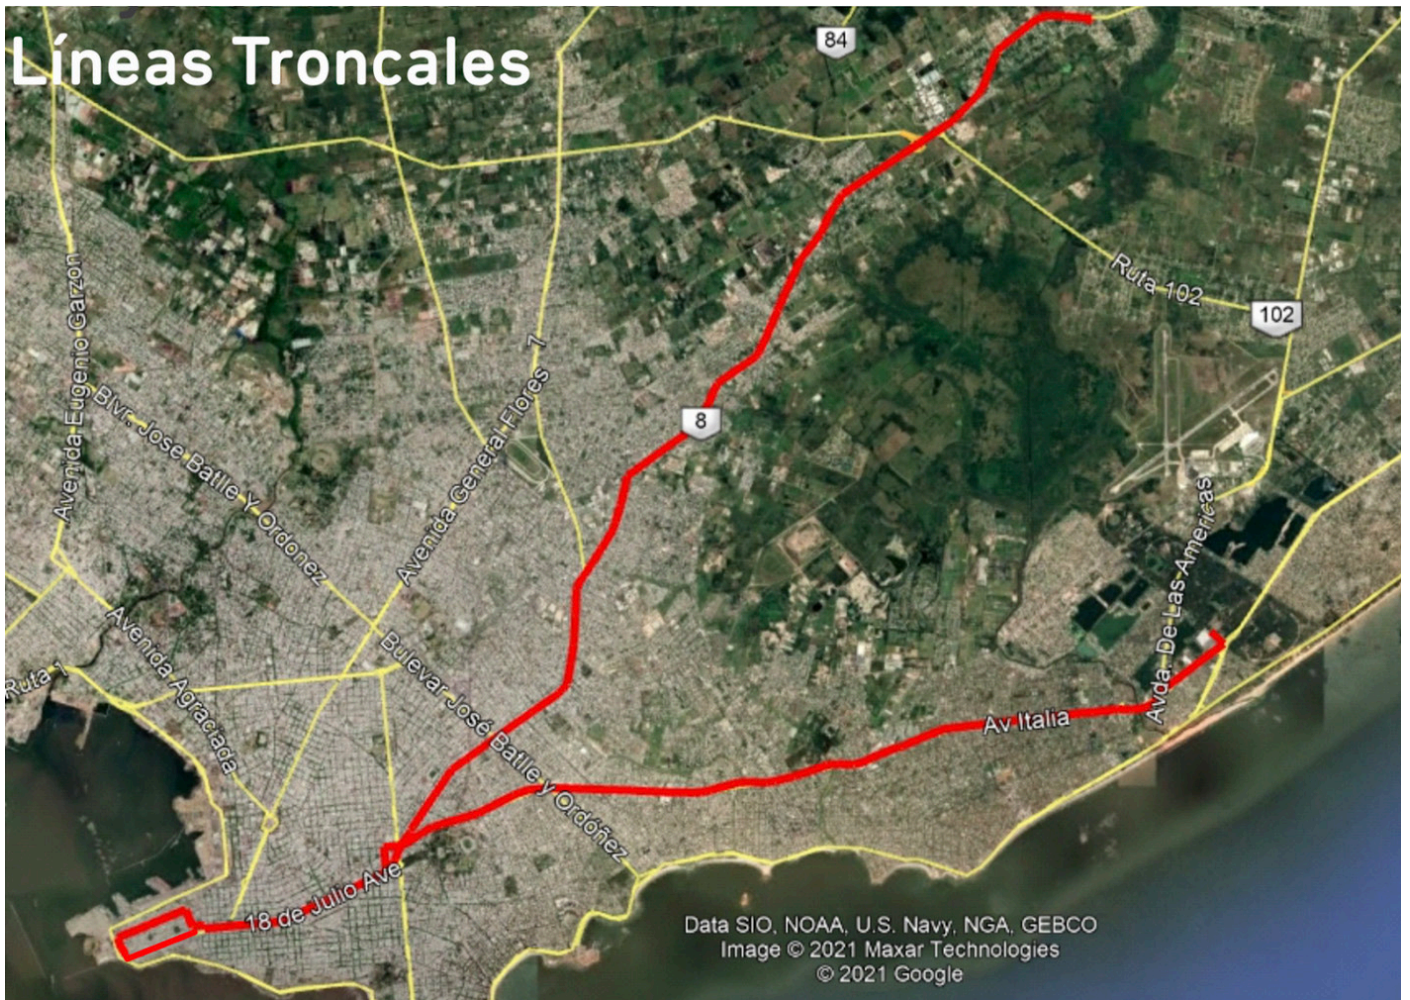 Líneas Troncales
84
Ruta 102
102
Avenida Eugenio Garzon
7
8
Blvr. Jose Batlle Y Ordonez
Avenida General Flores
Avda. De Las Americas
Avenida Agraciada
Ruta 1
Bulevar José Batlle y Ordóñez
Av Italia
18 de Julio Ave
Data SIO, NOAA, U.S. Navy, NGA, GEBCO
Image © 2021 Maxar Technologies
© 2021 Google